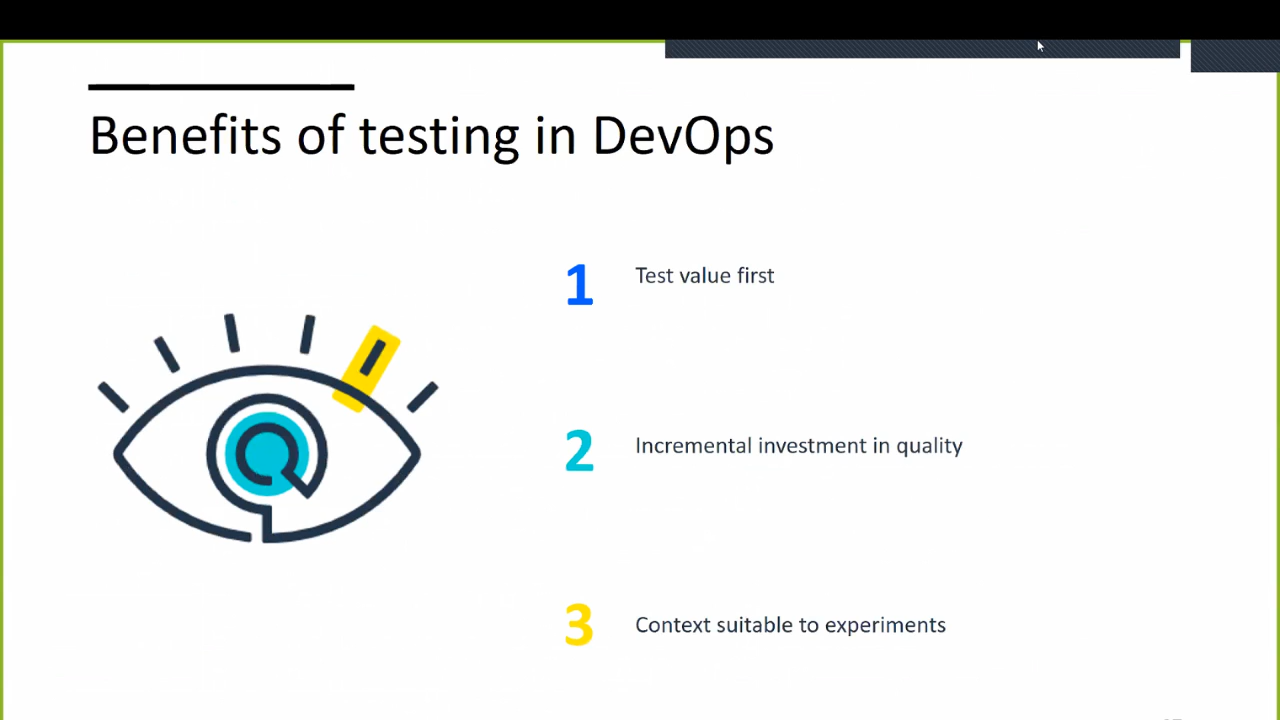 Benefits of testing in DevOps
1 Test value first
2 Incremental investment in quality
3 Context suitable to experiments